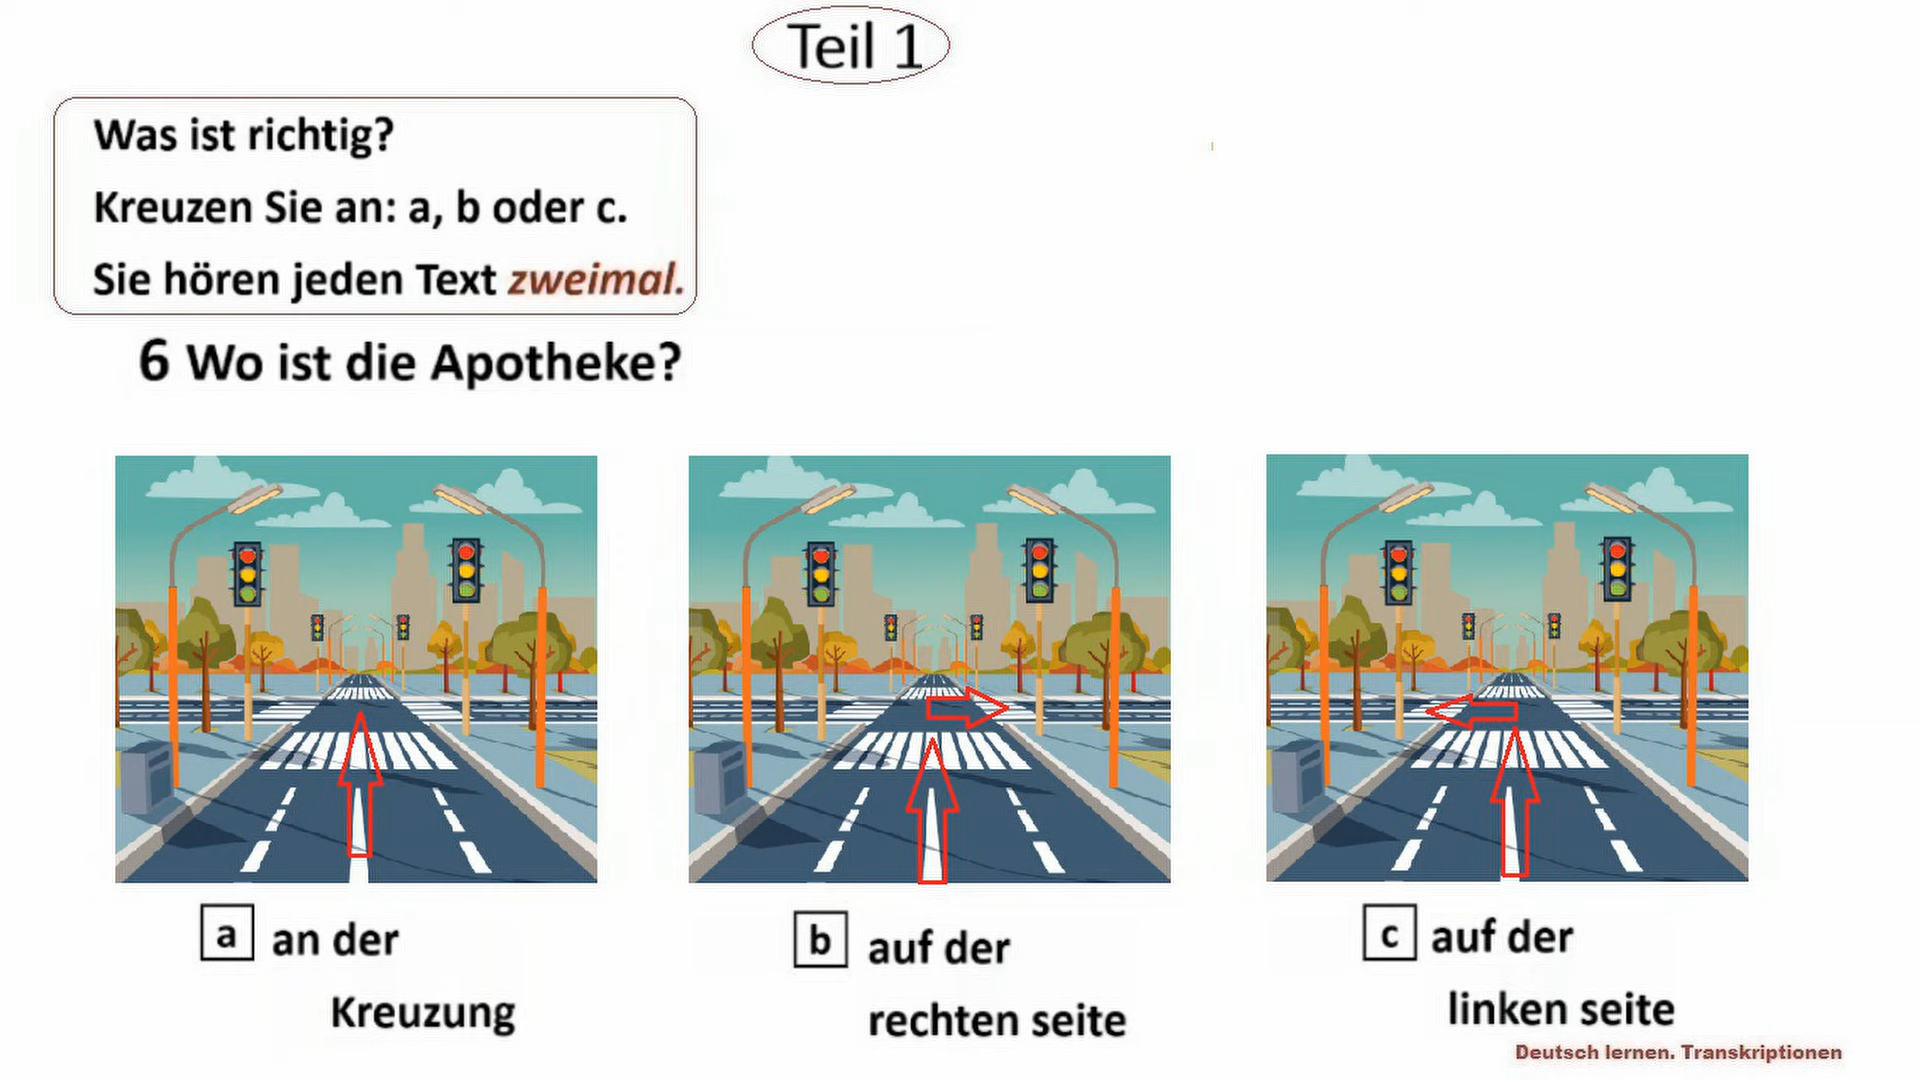 Teil 1
Was ist richtig?
Kreuzen Sie an: a, b oder c.
Sie hören jeden Text zweimal.
6 Wo ist die Apotheke?
a an der
Kreuzung
b auf der
rechten seite
c auf der
linken seite
Deutsch lernen. Transkriptionen